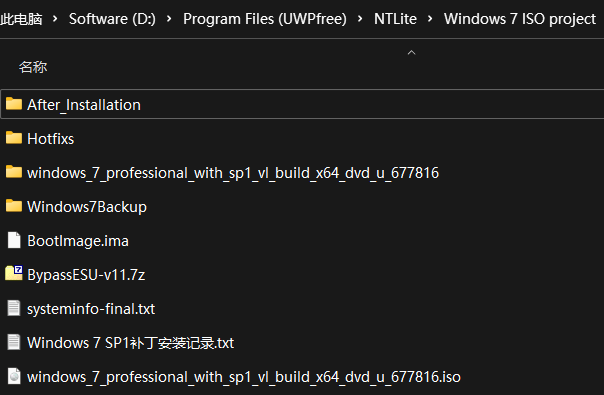 此电脑 › Software (D:) › Program Files (UWPfree) › NTLite › Windows 7 ISO project
名称
After_Installation
Hotfixs
windows_7_professional_with_sp1_vl_build_x64_dvd_u_677816
Windows7Backup
BootImage.ima
BypassESU-v11.7z
systeminfo-final.txt
Windows 7 SP1补丁安装记录.txt
windows_7_professional_with_sp1_vl_build_x64_dvd_u_677816.iso